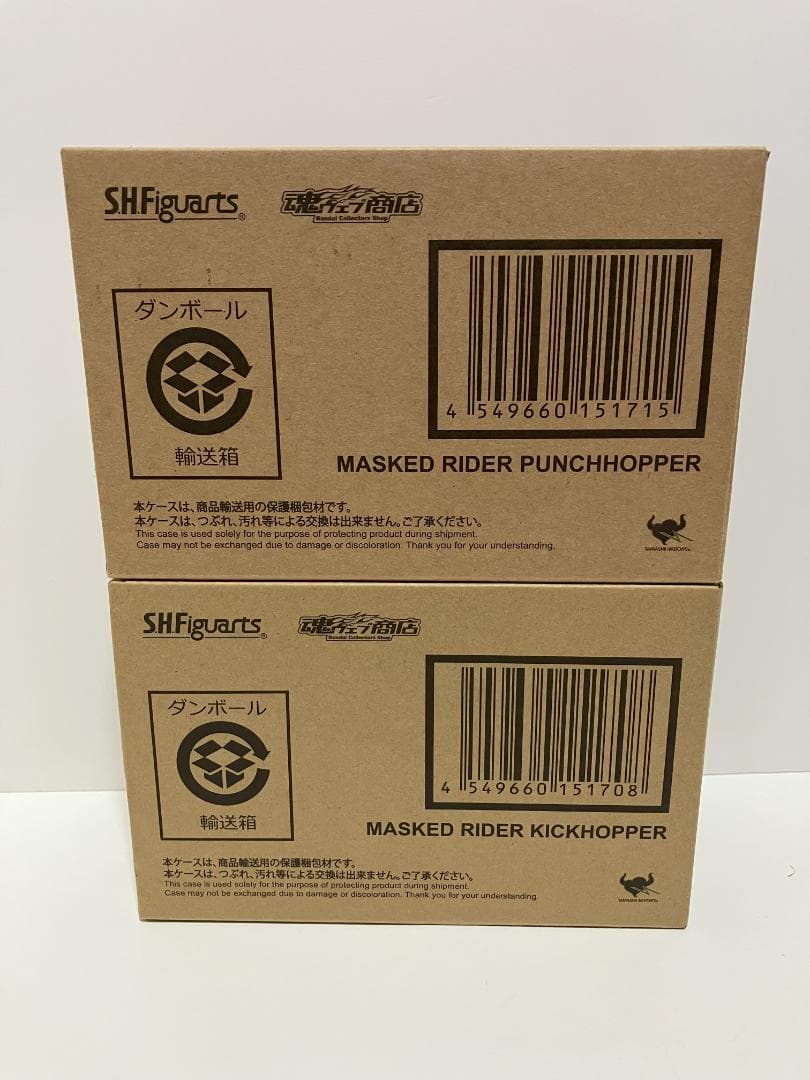 S.H.Figuarts®
魂ウェブ商店
Bandai Collectors Shop
ダンボール
輸送箱
4 549660 151715
MASKED RIDER PUNCHHOPPER
本ケースは、商品輸送用の保護梱包材です。
本ケースは、つぶれ、汚れ等による交換は出来ません。ご了承ください。
This case is used solely for the purpose of protecting product during shipment.
Case may not be exchanged due to damage or discoloration. Thank you for your understanding.
TAMASHII NATIONS
S.H.Figuarts®
魂ウェブ商店
Bandai Collectors Shop
ダンボール
輸送箱
4 549660 151708
MASKED RIDER KICKHOPPER
本ケースは、商品輸送用の保護梱包材です。
本ケースは、つぶれ、汚れ等による交換は出来ません。ご了承ください。
This case is used solely for the purpose of protecting product during shipment.
Case may not be exchanged due to damage or discoloration. Thank you for your understanding.
TAMASHII NATIONS